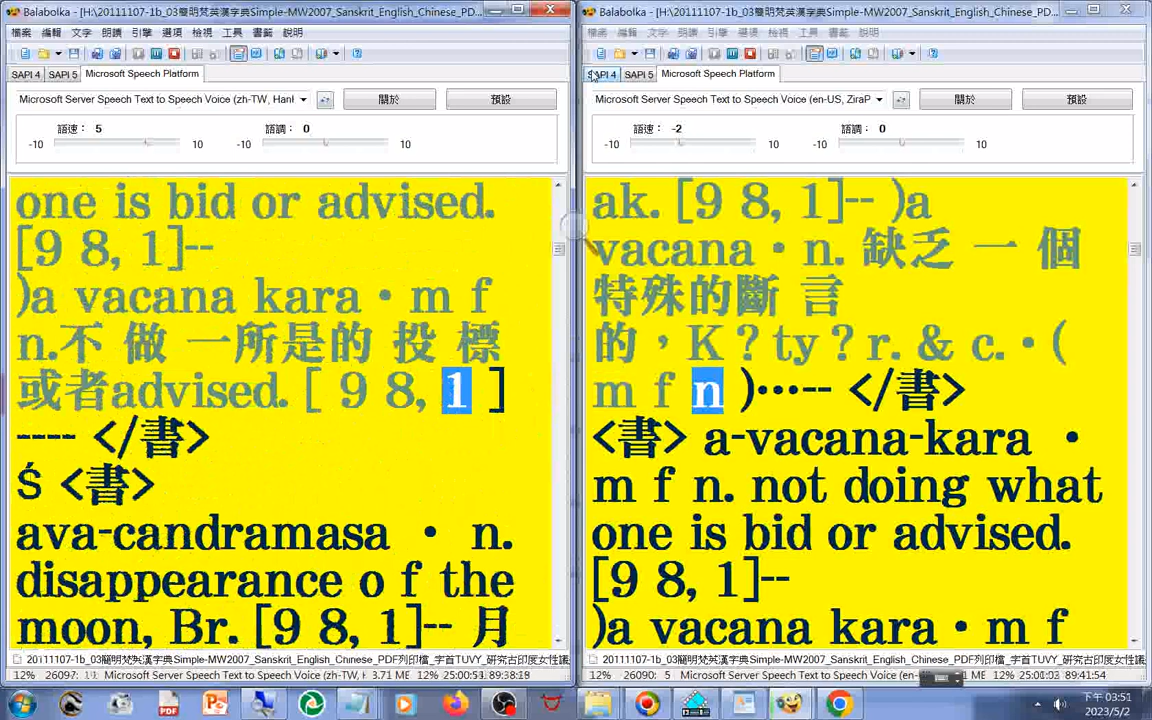 Balabolka - [H:\20111107-1b_03簡明梵英漢字典Simple-MW2007_Sanskrit_English_Chinese_PD...
檔案 編輯 文字 朗讀 引擎 選項 檢視 工具 書籤 說明
SAPI 4 SAPI 5 Microsoft Speech Platform
Microsoft Server Speech Text to Speech Voice (zh-TW, HanH 關於 預設
語速： 5 語調： 0
-10 10 -10 10
one is bid or advised.
[9 8, 1]--
)a vacana kara • m f
n.不 做 一所是的 投 標
或者advised. [ 9 8, 1 ]
---- </書>
Ś <書>
ava-candramasa • n.
disappearance o f the
moon, Br. [9 8, 1]-- 月
20111107-1b_03簡明梵英漢字典Simple-MW2007_Sanskrit_English_Chinese_PDF列印檔_字首TUVY_研究古印度女性議
12% 26097: Microsoft Server Speech Text to Speech Voice (zh-TW, H 3.71 ME 12%
Balabolka - [H:\20111107-1b_03簡明梵英漢字典Simple-MW2007_Sanskrit_English_Chinese_PD...
檔案 編輯 文字 朗讀 引擎 選項 檢視 工具 書籤 說明
SAPI 4 SAPI 5 Microsoft Speech Platform
Microsoft Server Speech Text to Speech Voice (en-US, ZiraP 關於 預設
語速： -2 語調： 0
-10 10 -10 10
ak. [9 8, 1]-- )a
vacana • n. 缺乏 一 個
特殊的斷 言
的，K？ty？r. & c. • (
m f n )…-- </書>
<書> a-vacana-kara •
m f n. not doing what
one is bid or advised.
[9 8, 1]--
)a vacana kara • m f
20111107-1b_03簡明梵英漢字典Simple-MW2007_Sanskrit_English_Chinese_PDF列印檔_字首TUVY_研究古印度女性議
12% 26090: 5 Microsoft Server Speech Text to Speech Voice 12% 89:41:54
下午 03:51
2023/5/2